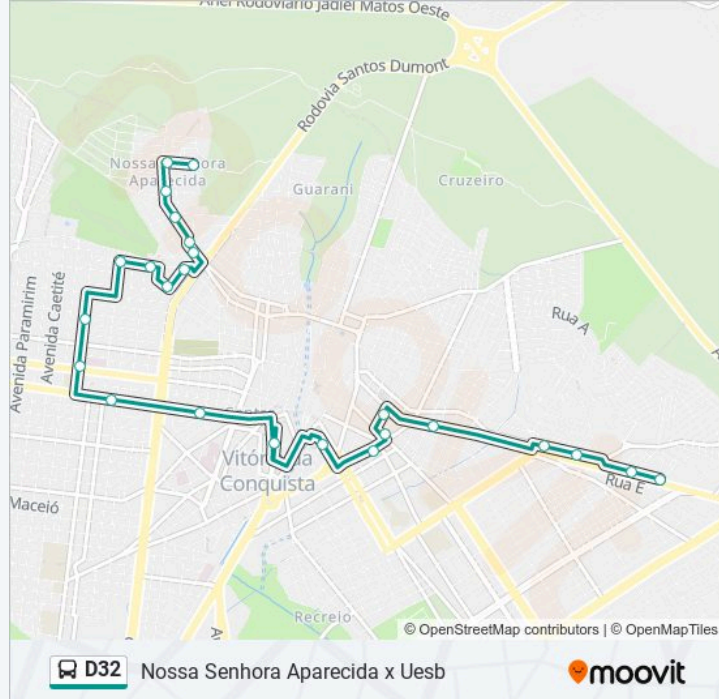 Anel Rodoviário Jadiel Matos Oeste
Rodovia Santos Dumont
Nossa Senhora
Aparecida
Guarani
Cruzeiro
Avenida Paramirim
Avenida Caetité
Rua A
Centro
Vitória da
Conquista
Rua E
Maceió
Recreio
© OpenStreetMap contributors | © OpenMapTiles
D32 Nossa Senhora Aparecida x Uesb
moovit